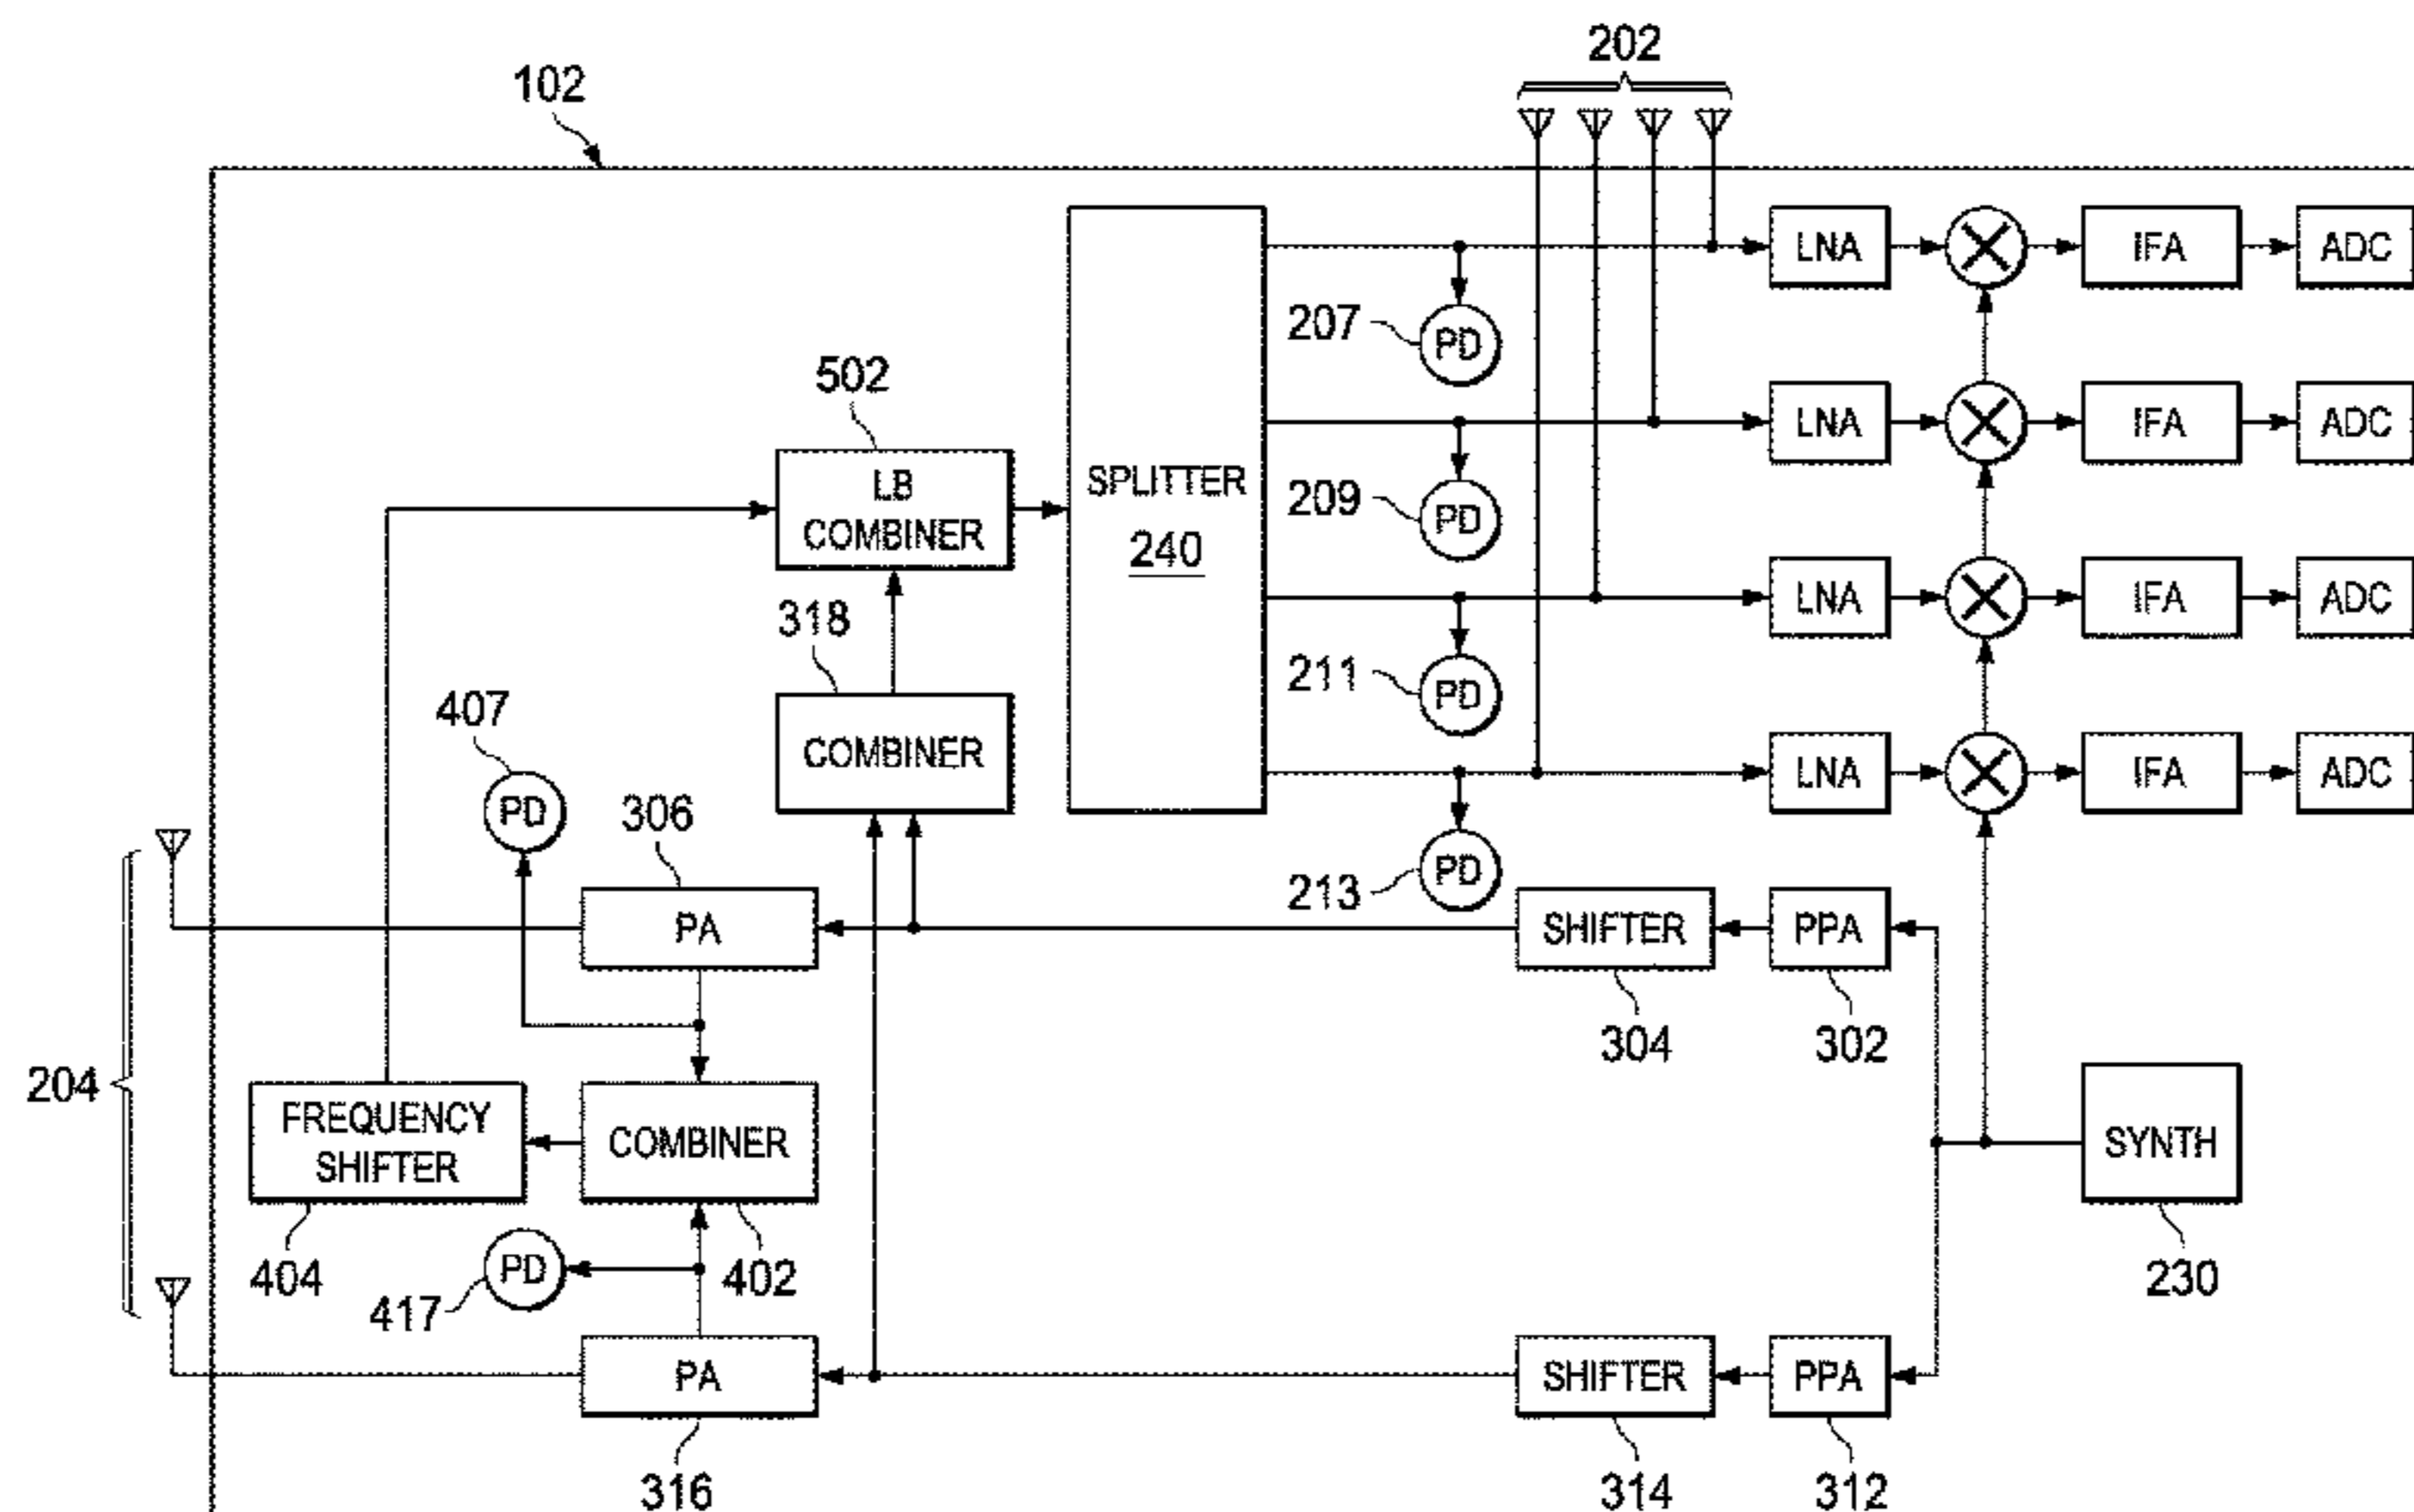 202
102
LNA
IFA
ADC
207
PD
502
LB
COMBINER
SPLITTER
240
LNA
IFA
ADC
209
PD
318
LNA
IFA
ADC
211
PD
407
PD
COMBINER
LNA
IFA
ADC
306
213
PD
PA
SHIFTER
PPA
304
302
204
FREQUENCY
SHIFTER
COMBINER
SYNTH
404
PD
417
402
230
PA
SHIFTER
PPA
316
314
312